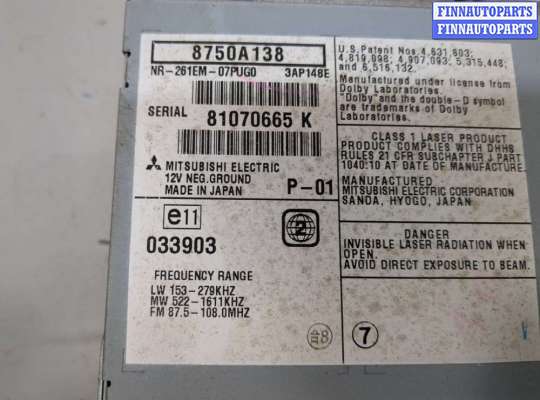 FINNAUTOPARTS
FINNAUTOPARTS
8750A138
NR-261EM-07PUG0 3AP148E
SERIAL 81070665 K
MITSUBISHI ELECTRIC
12V NEG.GROUND
MADE IN JAPAN P-01
e11
033903
2
FREQUENCY RANGE
LW 153-279KHZ
MW 522-1611KHZ
FM 87.5-108.0MHZ
U.S.Patent Nos.4,631,603;
4,819,098; 4,907,093; 5,315,448;
and 6,516,132.
Manufactured under license from
Dolby Laboratories.
"Dolby" and the double-D symbol
are trademarks of Dolby
Laboratories.
CLASS 1 LASER PRODUCT
PRODUCT COMPLIES WITH DHHS
RULES 21 CFR SUBCHAPTER J PART
1040:10 AT DATE OF MANUFACTURE.
MANUFACTURED
MITSUBISHI ELECTRIC CORPORATION
SANDA, HYOGO, JAPAN
DANGER
INVISIBLE LASER RADIATION WHEN
OPEN.
AVOID DIRECT EXPOSURE TO BEAM.
7
FINNAUTOPARTS
FINNAUTOPARTS